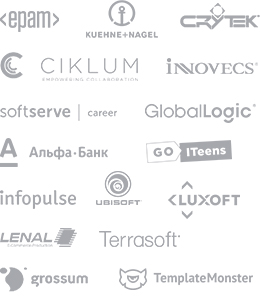 <epam>
KUEHNE+NAGEL
CRYTEK
CIKLUM
EMPOWERING COLLABORATION
iNNOVECS
softserve | career
GlobalLogic
А Альфа·Банк
GO ITeens
infopulse
UBISOFT
LUXOFT
LENAL
Terrasoft
grossum
TemplateMonster